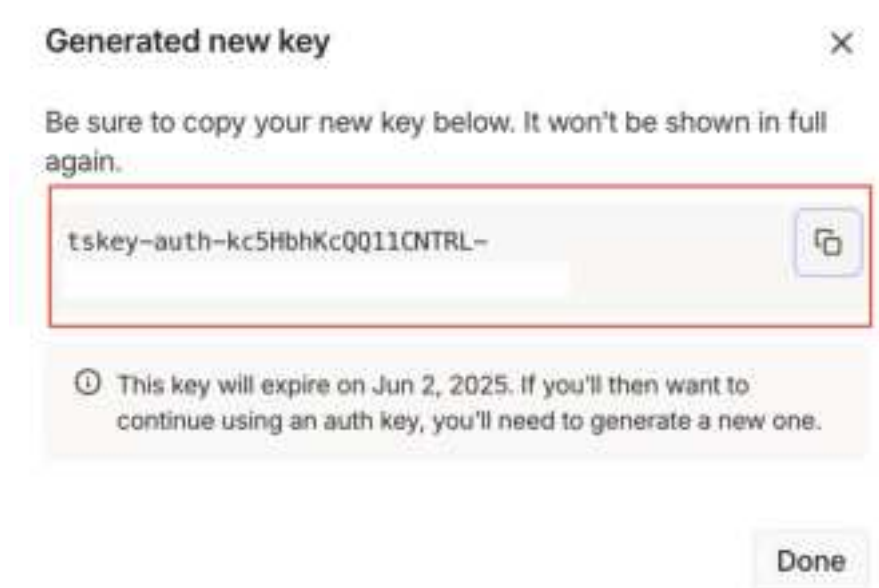 Generated new key
Be sure to copy your new key below. It won't be shown in full
again.
tskey-auth-kc5HbhKcQQ11CNTRL-
This key will expire on Jun 2, 2025. If you'll then want to
continue using an auth key, you'll need to generate a new one.
Done